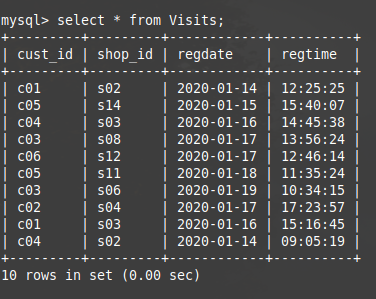 mysql> select * from Visits;
+---------+---------+------------+----------+
| cust_id | shop_id | regdate    | regtime  |
+---------+---------+------------+----------+
| c01     | s02     | 2020-01-14 | 12:25:25 |
| c05     | s14     | 2020-01-15 | 15:40:07 |
| c04     | s03     | 2020-01-16 | 14:45:38 |
| c03     | s08     | 2020-01-17 | 13:56:24 |
| c06     | s12     | 2020-01-17 | 12:46:14 |
| c05     | s11     | 2020-01-18 | 11:35:24 |
| c03     | s06     | 2020-01-19 | 10:34:15 |
| c02     | s04     | 2020-01-17 | 17:23:57 |
| c01     | s03     | 2020-01-16 | 15:16:45 |
| c04     | s02     | 2020-01-14 | 09:05:19 |
+---------+---------+------------+----------+
10 rows in set (0.00 sec)